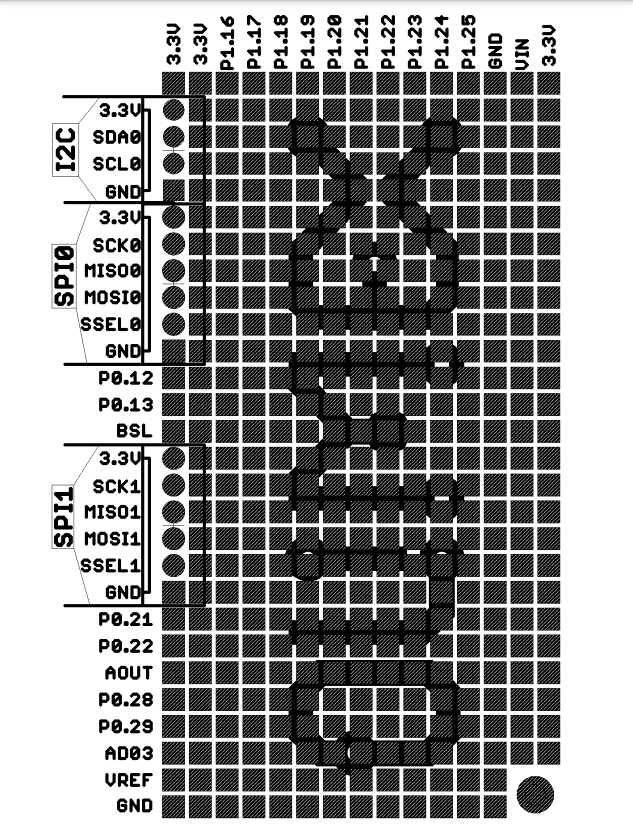 3.3V
3.3V
P1.16
P1.17
P1.18
P1.19
P1.20
P1.21
P1.22
P1.23
P1.24
P1.25
GND
VIN
3.3V
I2C
3.3V
SDA0
SCL0
GND
SPI0
3.3V
SCK0
MISO0
MOSI0
SSEL0
GND
P0.12
P0.13
BSL
SPI1
3.3V
SCK1
MISO1
MOSI1
SSEL1
GND
P0.21
P0.22
AOUT
P0.28
P0.29
AD03
VREF
GND